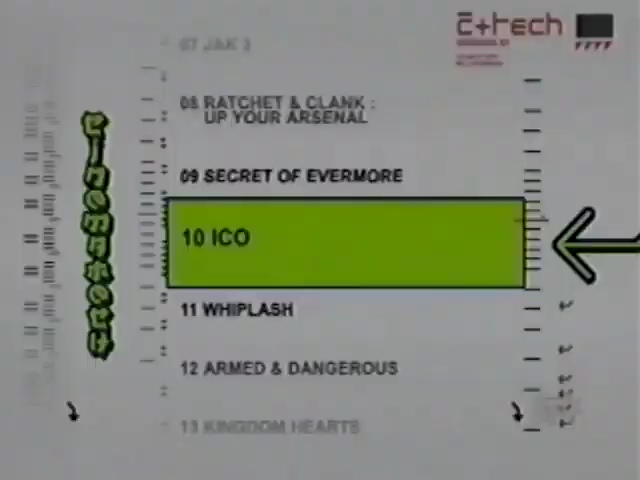 C+tech
07 JAK 3
08 RATCHET & CLANK :
UP YOUR ARSENAL
09 SECRET OF EVERMORE
10 ICO
11 WHIPLASH
12 ARMED & DANGEROUS
13 KINGDOM HEARTS